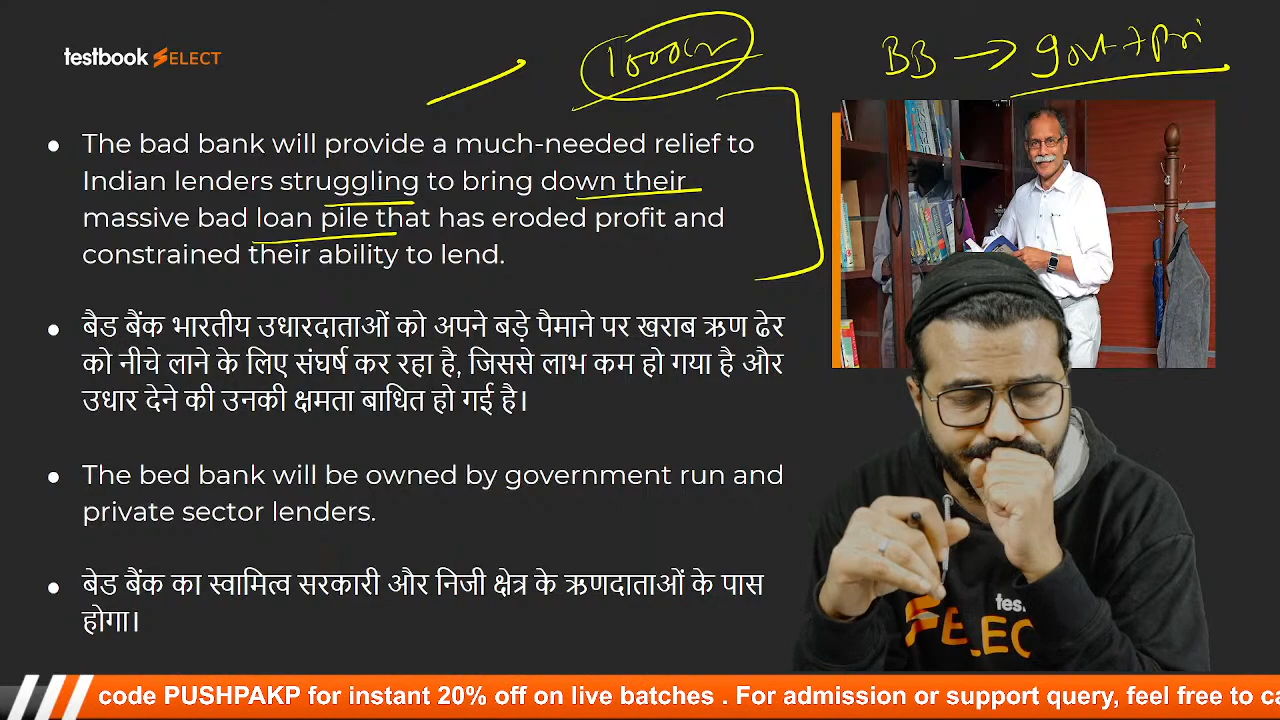 testbook SELECT
1000cr
BB → govt + Pri
• The bad bank will provide a much-needed relief to
Indian lenders struggling to bring down their
massive bad loan pile that has eroded profit and
constrained their ability to lend.
• बैड बैंक भारतीय उधारदाताओं को अपने बड़े पैमाने पर खराब ऋण ढेर
को नीचे लाने के लिए संघर्ष कर रहा है, जिससे लाभ कम हो गया है और
उधार देने की उनकी क्षमता बाधित हो गई है।
• The bed bank will be owned by government run and
private sector lenders.
• बेड बैंक का स्वामित्व सरकारी और निजी क्षेत्र के ऋणदाताओं के पास
होगा।
tes
SELEC
code PUSHPAKP for instant 20% off on live batches . For admission or support query, feel free to ca